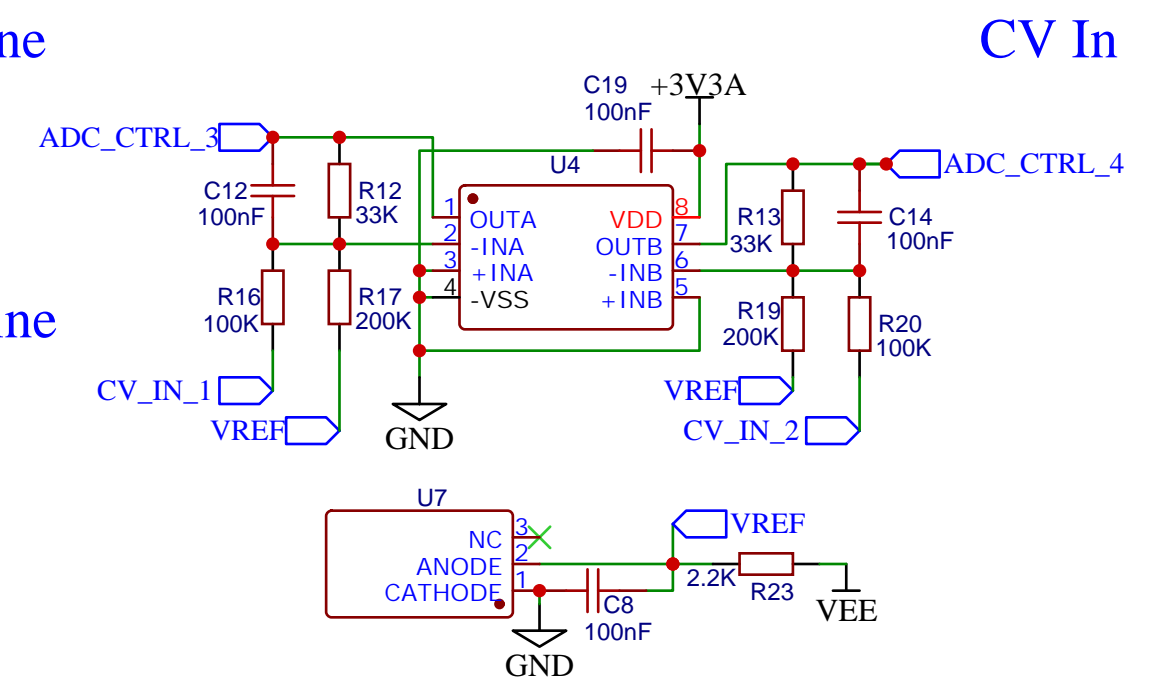 ne
CV In
C19
+3V3A
100nF
ADC_CTRL_3
U4
ADC_CTRL_4
C12
100nF
R12
33K
1
OUTA
VDD
8
R13
33K
C14
100nF
2
-INA
OUTB
7
3
+INA
-INB
6
4
-VSS
+INB
5
R16
100K
R17
200K
R19
200K
R20
100K
ine
CV_IN_1
VREF
VREF
CV_IN_2
GND
U7
NC
3
VREF
ANODE
2
CATHODE
1
2.2K
R23
C8
100nF
VEE
GND